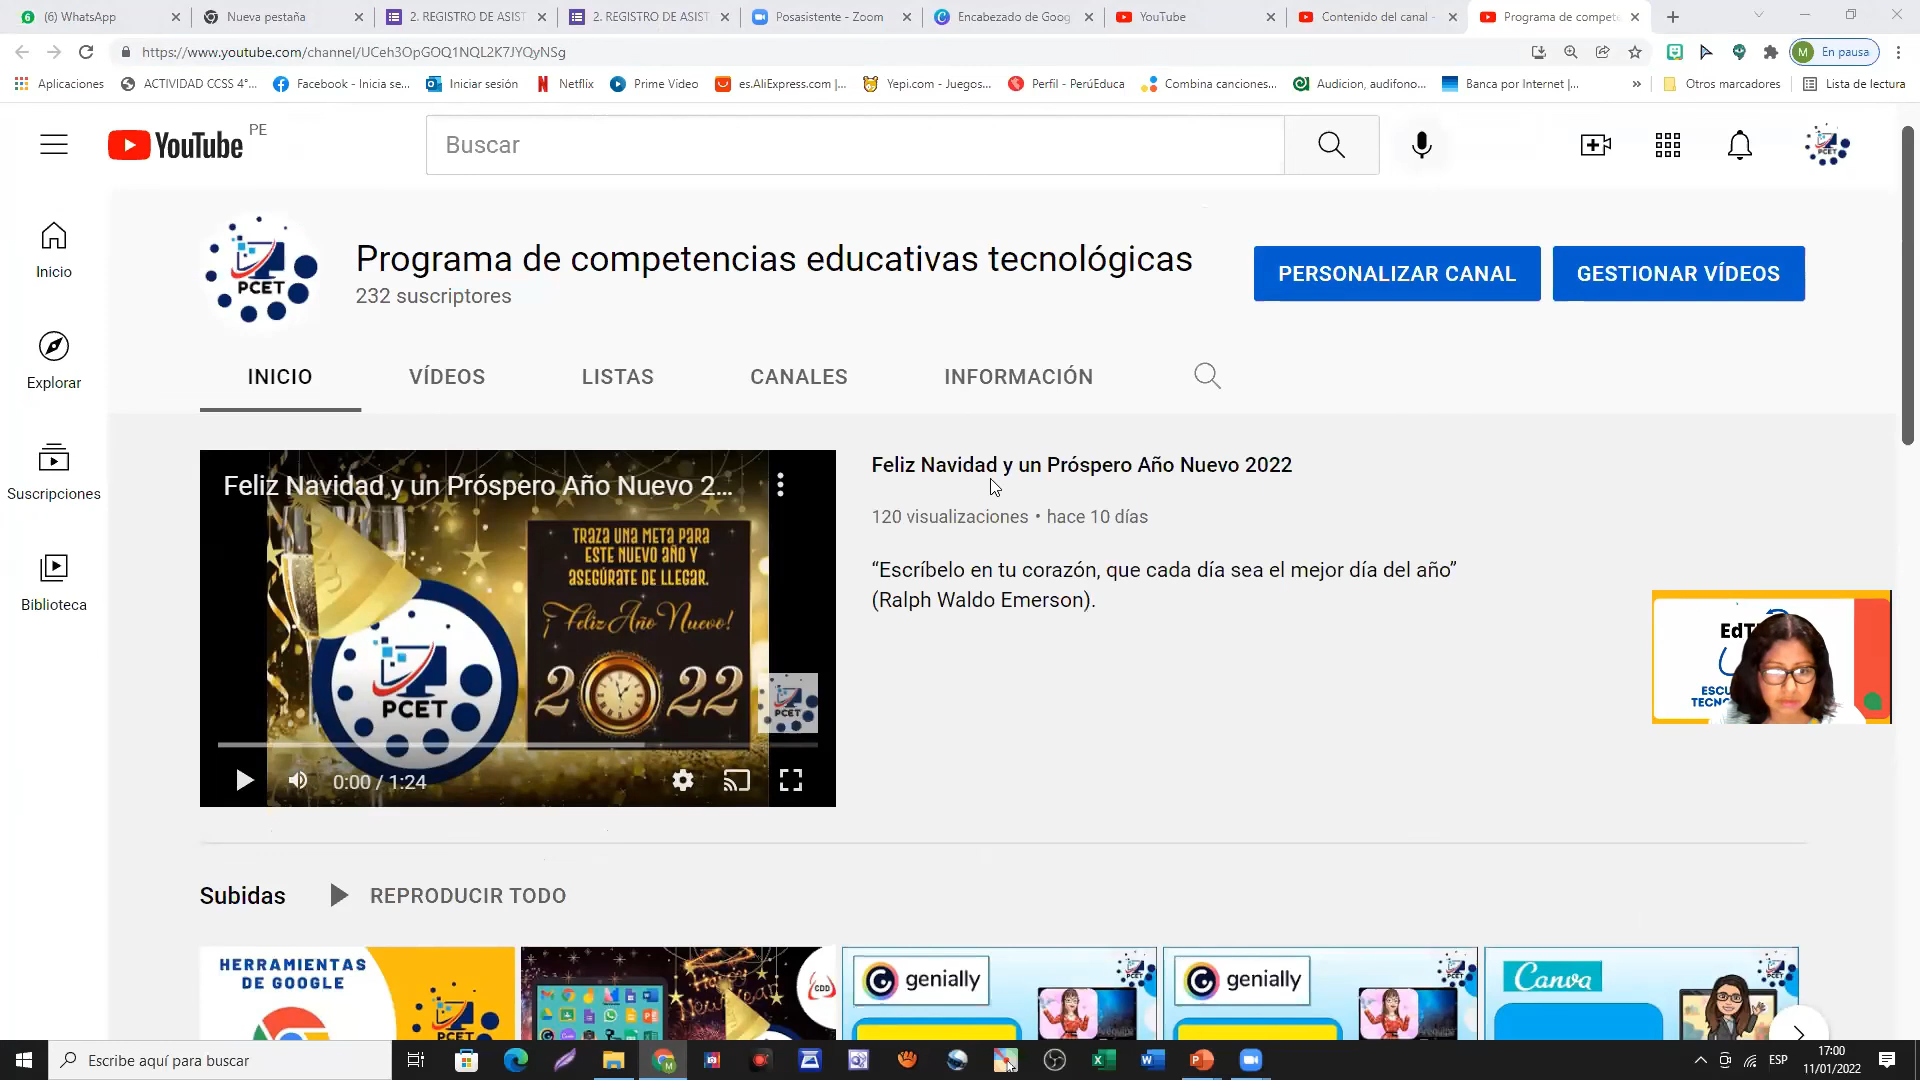 (6) WhatsApp
Nueva pestaña
2. REGISTRO DE ASIST
2. REGISTRO DE ASIST
Posasistente - Zoom
Encabezado de Goog
YouTube
Contenido del canal -
Programa de compete
https://www.youtube.com/channel/UCeh3OpGOQ1NQL2K7JYQyNSg
M En pausa
Aplicaciones
ACTIVIDAD CCSS 4°...
Facebook - Inicia se...
Iniciar sesión
Netflix
Prime Video
es.AliExpress.com |...
Yepi.com - Juegos...
Perfil - PerúEduca
Combina canciones...
Audicion, audifono...
Banca por Internet |...
»
Otros marcadores
Lista de lectura
YouTube PE
Buscar
Inicio
Explorar
Suscripciones
Biblioteca
PCET
Programa de competencias educativas tecnológicas
232 suscriptores
PERSONALIZAR CANAL
GESTIONAR VÍDEOS
INICIO
VÍDEOS
LISTAS
CANALES
INFORMACIÓN
Feliz Navidad y un Próspero Año Nuevo 2...
TRAZA UNA META PARA
ESTE NUEVO AÑO Y
ASEGÚRATE DE LLEGAR.
¡Feliz Año Nuevo!
2022
PCET
PCET
0:00 / 1:24
Feliz Navidad y un Próspero Año Nuevo 2022
120 visualizaciones • hace 10 días
“Escríbelo en tu corazón, que cada día sea el mejor día del año”
(Ralph Waldo Emerson).
Subidas
REPRODUCIR TODO
HERRAMIENTAS
DE GOOGLE
genially
genially
Canva
Escribe aquí para buscar
ESP
17:00
11/01/2022